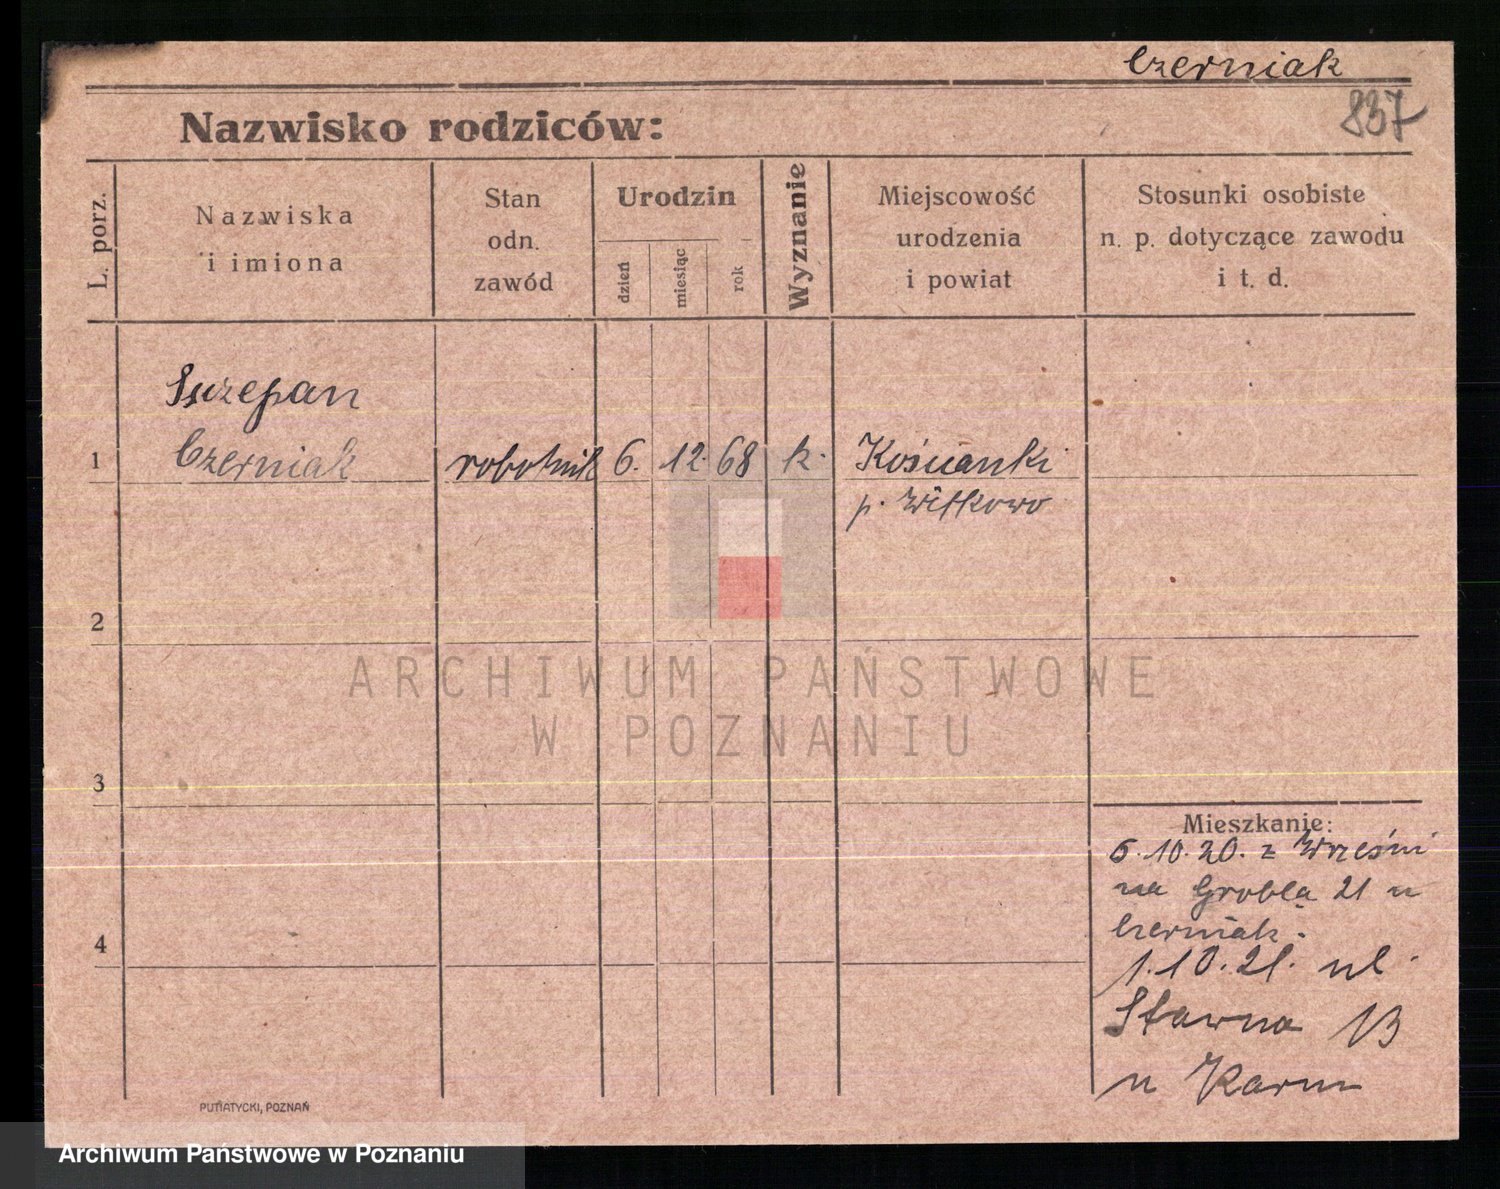 Czerniak
837
Nazwisko rodziców:
L. porz.
Nazwiska
i imiona
Stan
odn.
zawód
Urodzin
dzień
miesiąc
rok
Wyznanie
Miejscowość
urodzenia
i powiat
Stosunki osobiste
n. p. dotyczące zawodu
i t. d.
Szczepan
1 Czerniak robotnik 6. 12. 68 k. Kościanki
p. Witkowo
2
3
4
ARCHIWUM PAŃSTWOWE
W POZNANIU
Mieszkanie:
6.10.20. z Wrześni
na Grobla 21 u
Czerniak.
1.10.21. ul.
Stawna 13
u
PUTIATYCKI, POZNAŃ
Archiwum Państwowe w Poznaniu